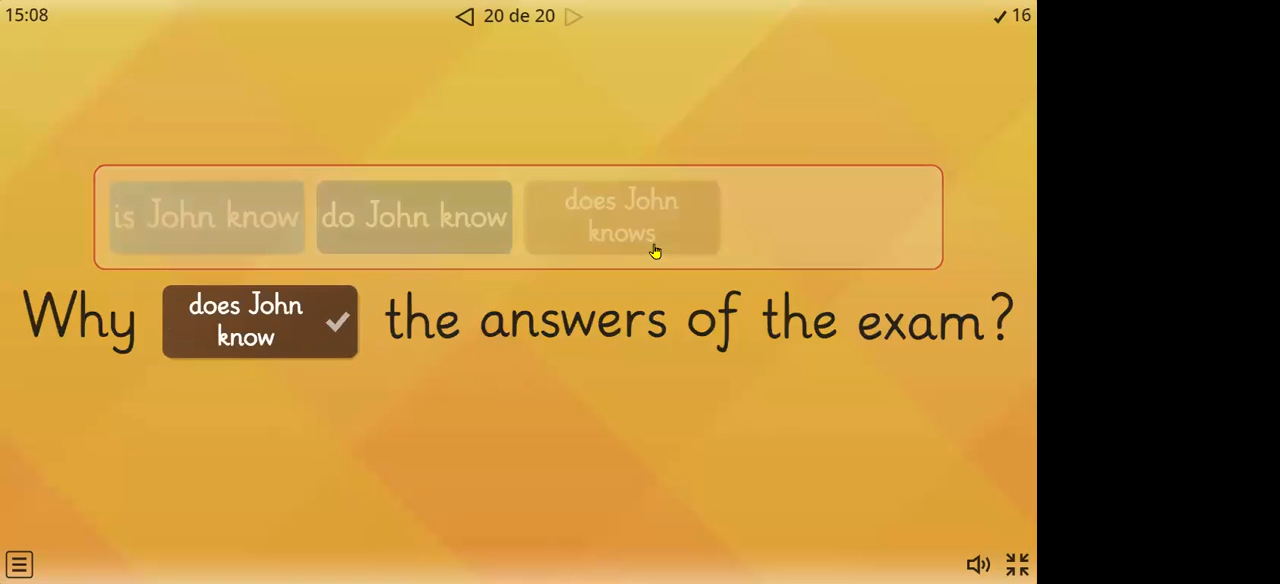 15:08
20 de 20
16
is John know
do John know
does John
knows
Why does John know the answers of the exam?